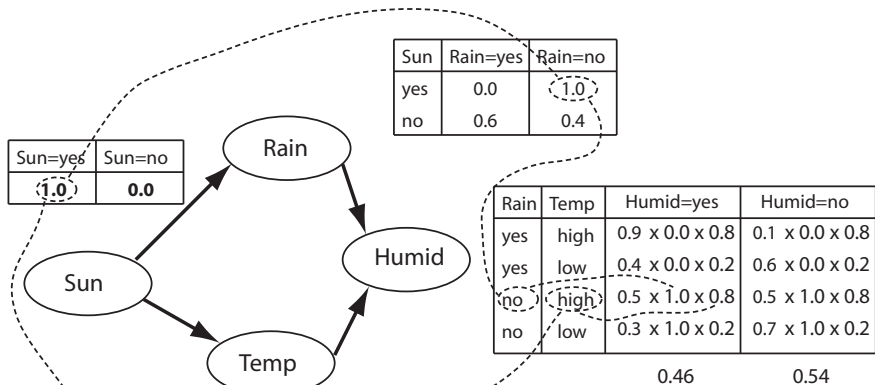 Sun Rain=yes Rain=no
yes 0.0 1.0
no 0.6 0.4
Sun=yes Sun=no
1.0 0.0
Rain
Sun
Temp
Humid
Rain Temp Humid=yes Humid=no
yes high 0.9 x 0.0 x 0.8 0.1 x 0.0 x 0.8
yes low 0.4 x 0.0 x 0.2 0.6 x 0.0 x 0.2
no high 0.5 x 1.0 x 0.8 0.5 x 1.0 x 0.8
no low 0.3 x 1.0 x 0.2 0.7 x 1.0 x 0.2
0.46 0.54